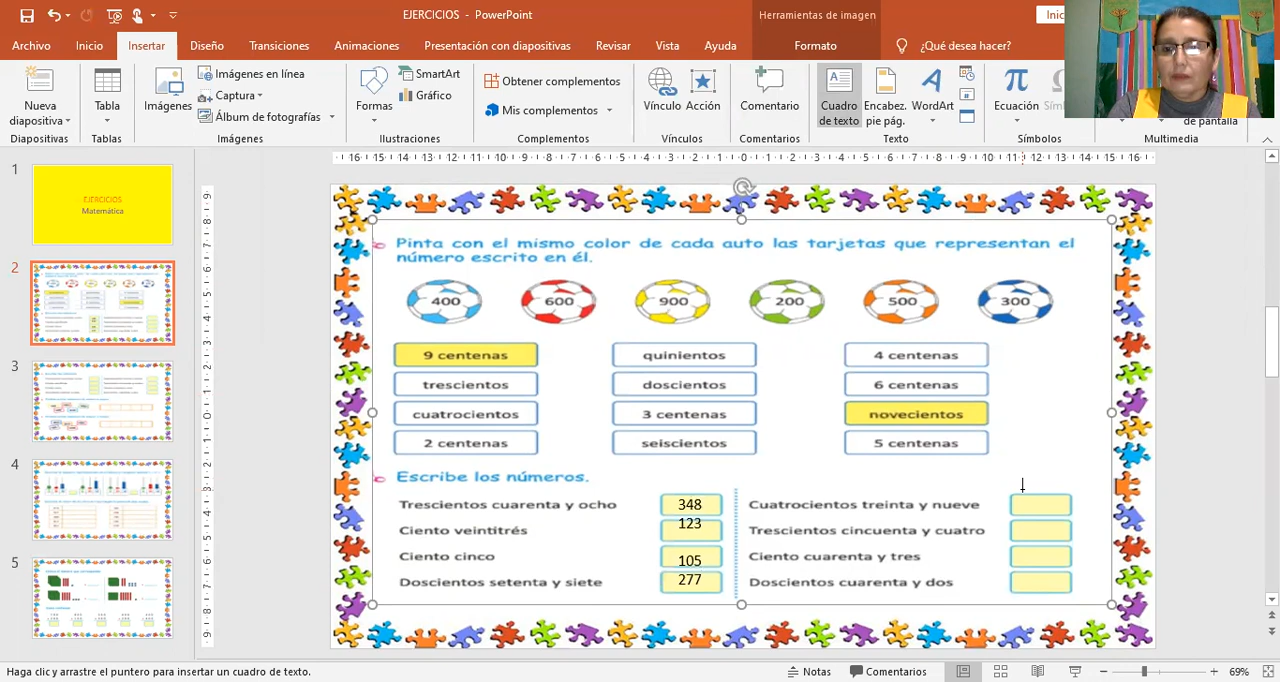 EJERCICIOS - PowerPoint
Herramientas de imagen
Inic
Archivo
Inicio
Insertar
Diseño
Transiciones
Animaciones
Presentación con diapositivas
Revisar
Vista
Ayuda
Formato
¿Qué desea hacer?
Nueva diapositiva
Tabla
Imágenes
Imágenes en línea
Captura
Álbum de fotografías
Formas
SmartArt
Gráfico
Obtener complementos
Mis complementos
Vínculo
Acción
Comentario
Cuadro de texto
Encabez. pie pág.
WordArt
Ecuación
de pantalla
Diapositivas
Tablas
Imágenes
Ilustraciones
Complementos
Vínculos
Comentarios
Texto
Símbolos
Multimedia
1
EJERCICIOS
Matemática
2
3
4
5
Pinta con el mismo color de cada auto las tarjetas que representan el
número escrito en él.
400 600 900 200 500 300
9 centenas quinientos 4 centenas
trescientos doscientos 6 centenas
cuatrocientos 3 centenas novecientos
2 centenas seiscientos 5 centenas
Escribe los números.
Trescientos cuarenta y ocho 348 Cuatrocientos treinta y nueve
Ciento veintitrés 123 Trescientos cincuenta y cuatro
Ciento cinco 105 Ciento cuarenta y tres
Doscientos setenta y siete 277 Doscientos cuarenta y dos
Haga clic y arrastre el puntero para insertar un cuadro de texto.
Notas
Comentarios
69%